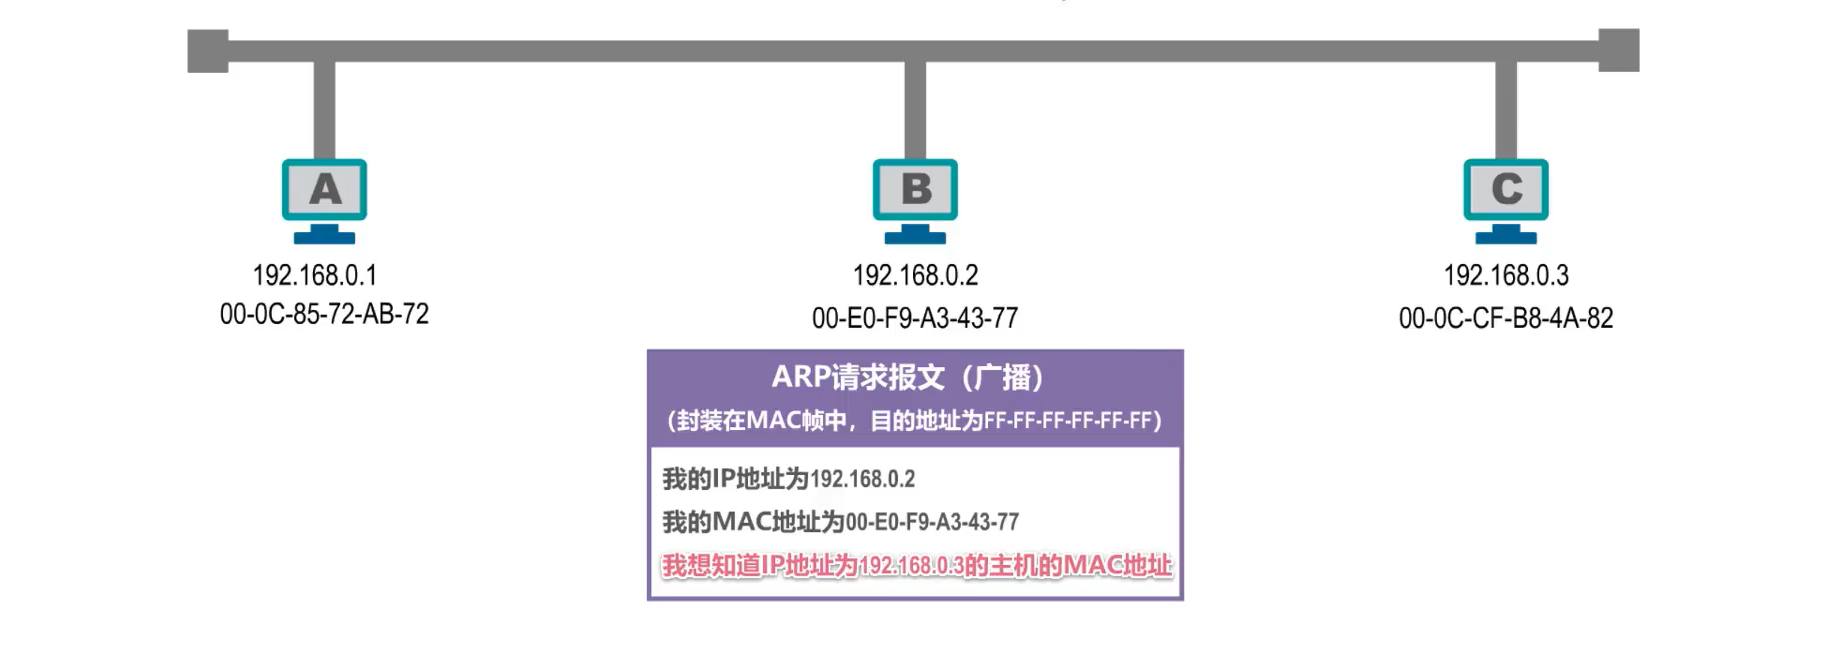 A
B
C
192.168.0.1
192.168.0.2
192.168.0.3
00-0C-85-72-AB-72
00-E0-F9-A3-43-77
00-0C-CF-B8-4A-82
ARP请求报文（广播）
（封装在MAC帧中，目的地址为FF-FF-FF-FF-FF-FF）
我的IP地址为192.168.0.2
我的MAC地址为00-E0-F9-A3-43-77
我想知道IP地址为192.168.0.3的主机的MAC地址